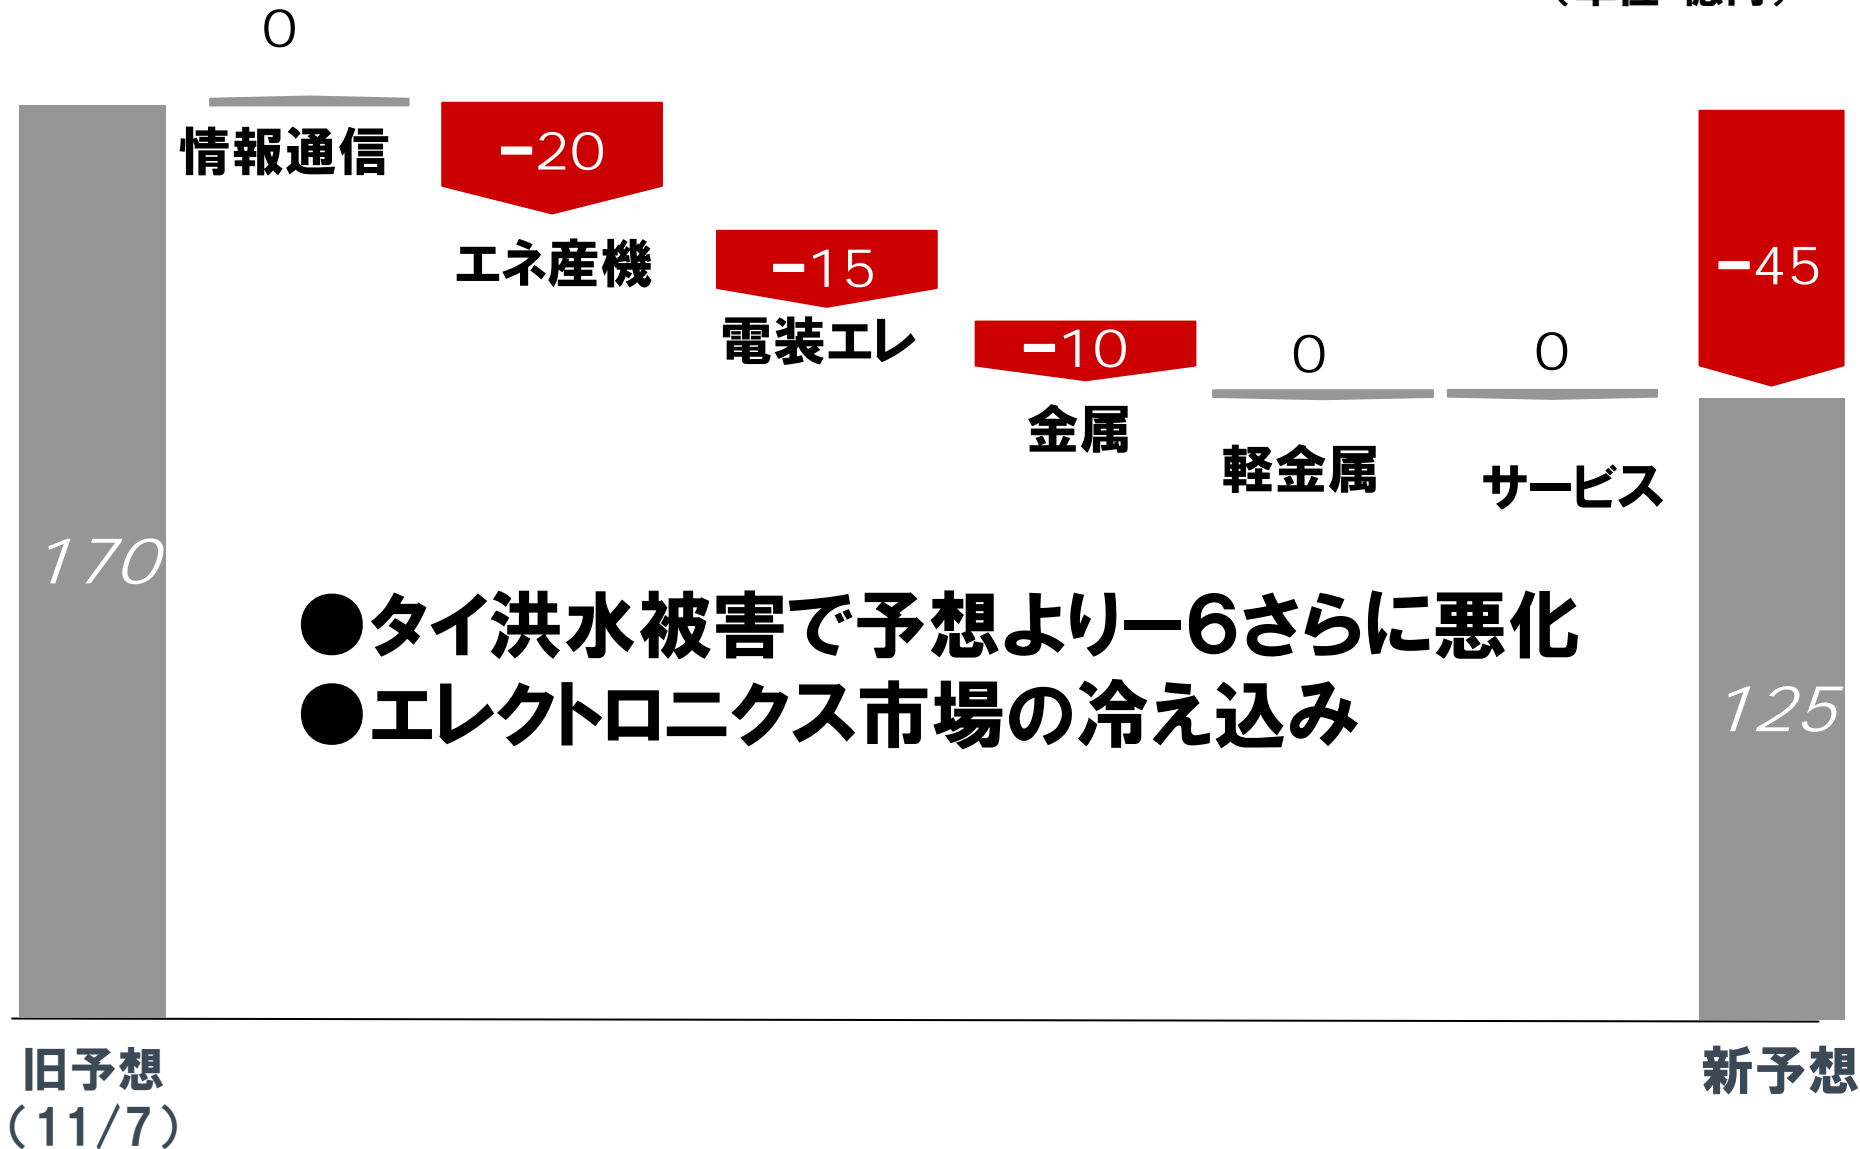 0
情報通信
-20
エネ産機
-15
電装エレ
-10
金属
0
軽金属
0
サービス
-45
170
●タイ洪水被害で予想より－6さらに悪化
●エレクトロニクス市場の冷え込み
125
旧予想
（11/7）
新予想